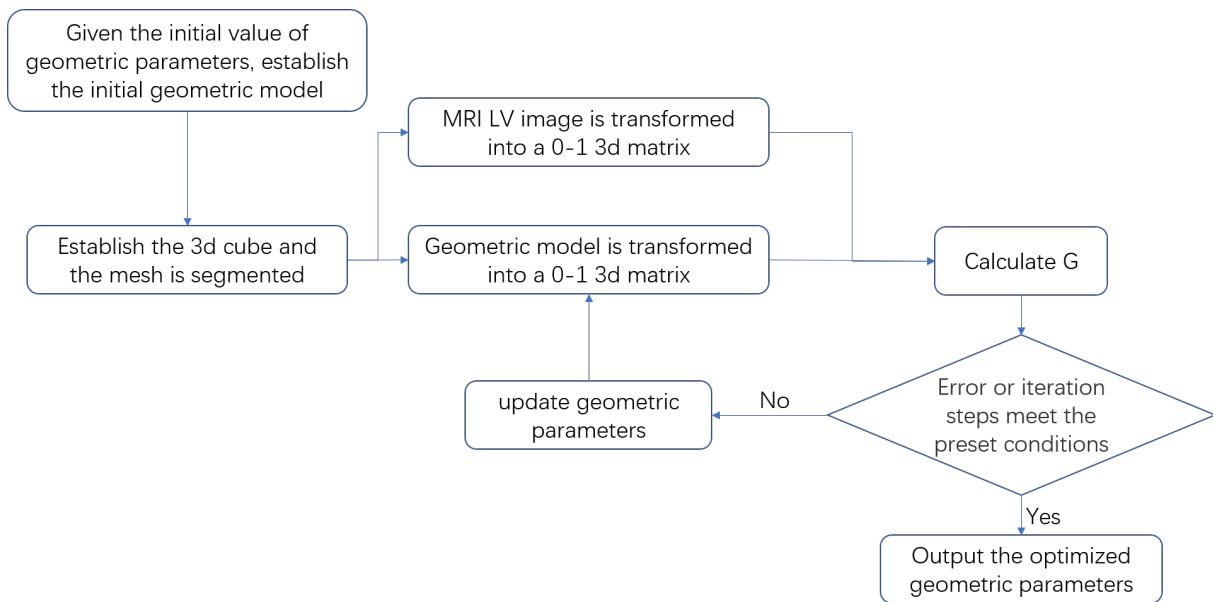 Given the initial value of
geometric parameters, establish
the initial geometric model
MRI LV image is transformed
into a 0-1 3d matrix
Establish the 3d cube and
the mesh is segmented
Geometric model is transformed
into a 0-1 3d matrix
Calculate G
Error or iteration
steps meet the
preset conditions
No
update geometric
parameters
Yes
Output the optimized
geometric parameters